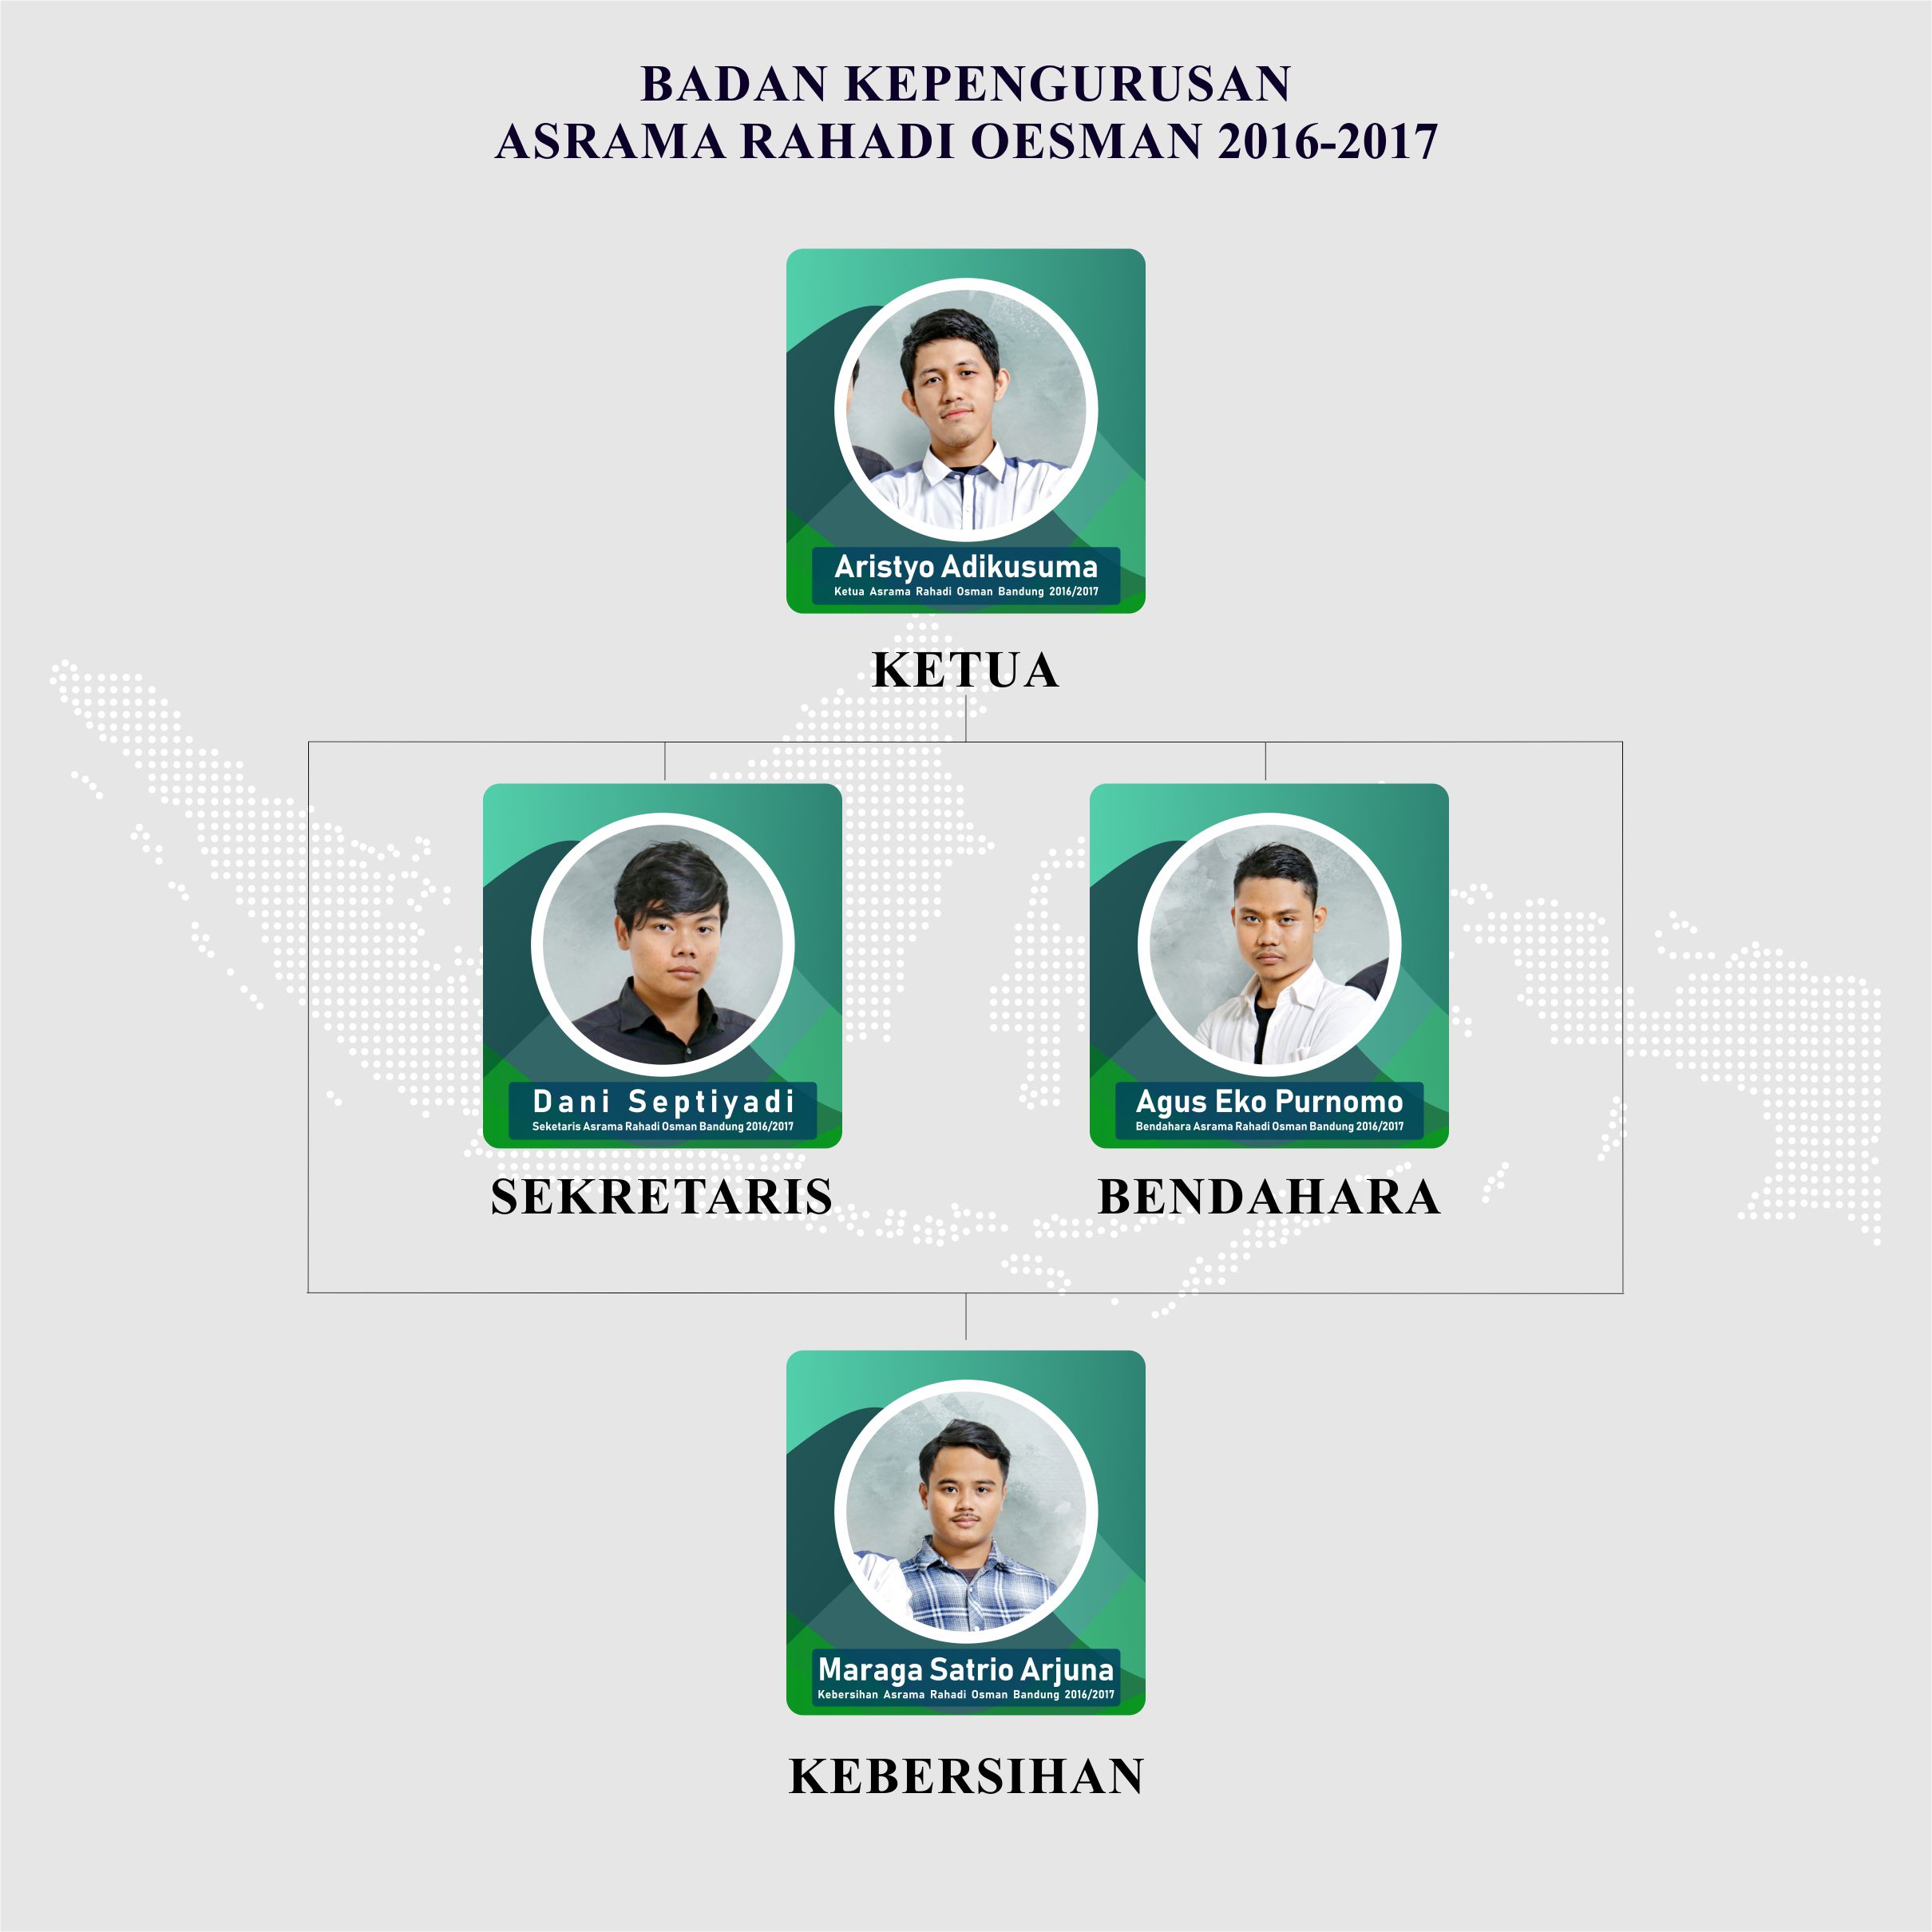 BADAN KEPENGURUSAN
ASRAMA RAHADI OESMAN 2016-2017
Aristyo Adikusuma
Ketua Asrama Rahadi Osman Bandung 2016/2017
KETUA
Dani Septiyadi
Seketaris Asrama Rahadi Osman Bandung 2016/2017
SEKRETARIS
Agus Eko Purnomo
Bendahara Asrama Rahadi Osman Bandung 2016/2017
BENDAHARA
Maraga Satrio Arjuna
Kebersihan Asrama Rahadi Osman Bandung 2016/2017
KEBERSIHAN